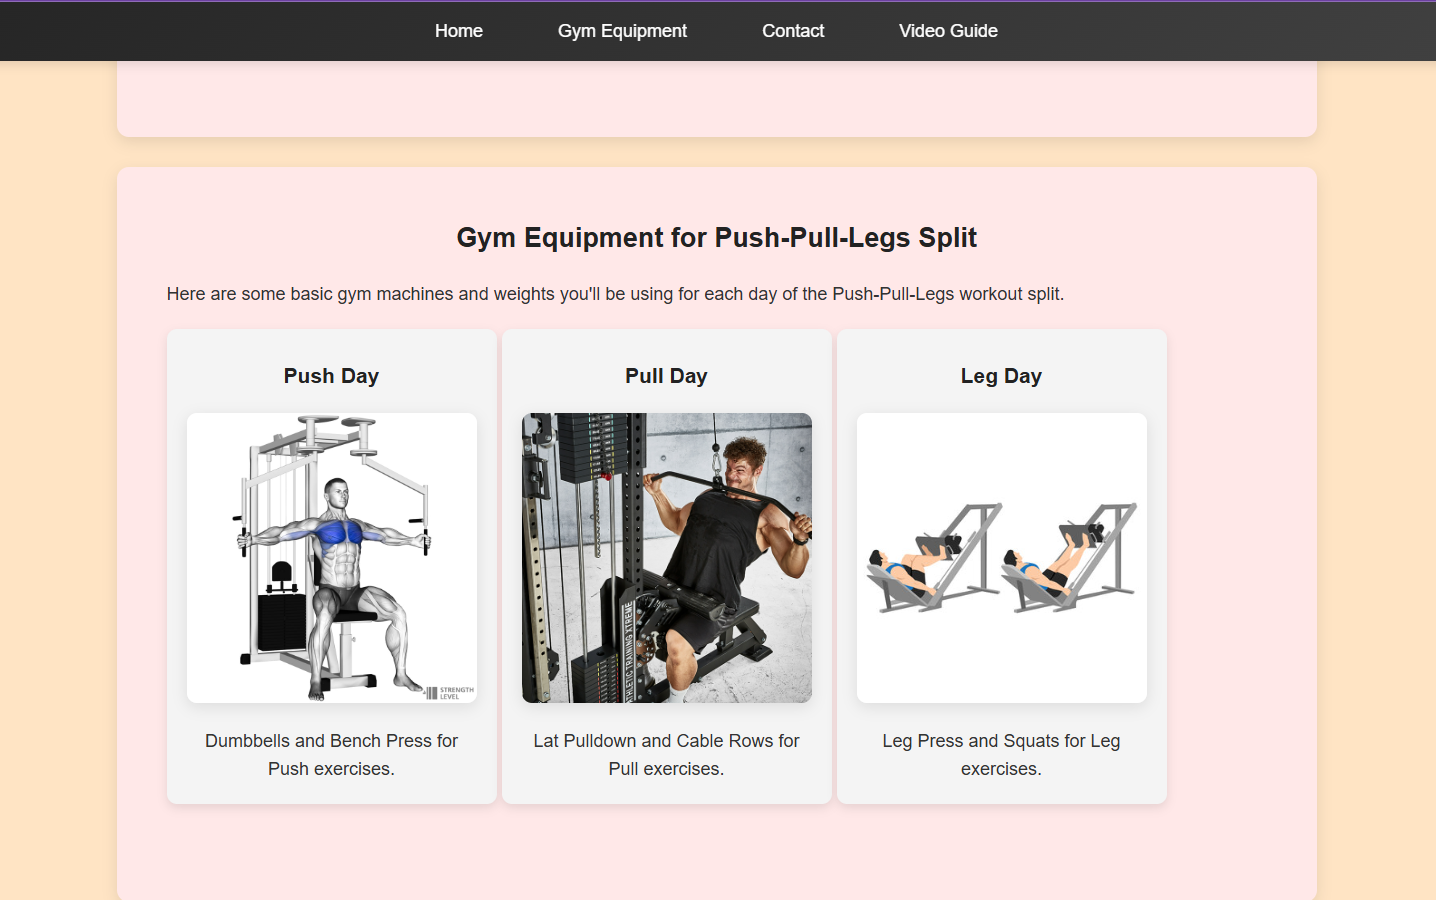 Home Gym Equipment Contact Video Guide
Gym Equipment for Push-Pull-Legs Split
Here are some basic gym machines and weights you'll be using for each day of the Push-Pull-Legs workout split.
Push Day
STRENGTH
LEVEL
Dumbbells and Bench Press for
Push exercises.
Pull Day
ATHLETIC TRAINING XTREME
Lat Pulldown and Cable Rows for
Pull exercises.
Leg Day
Leg Press and Squats for Leg
exercises.